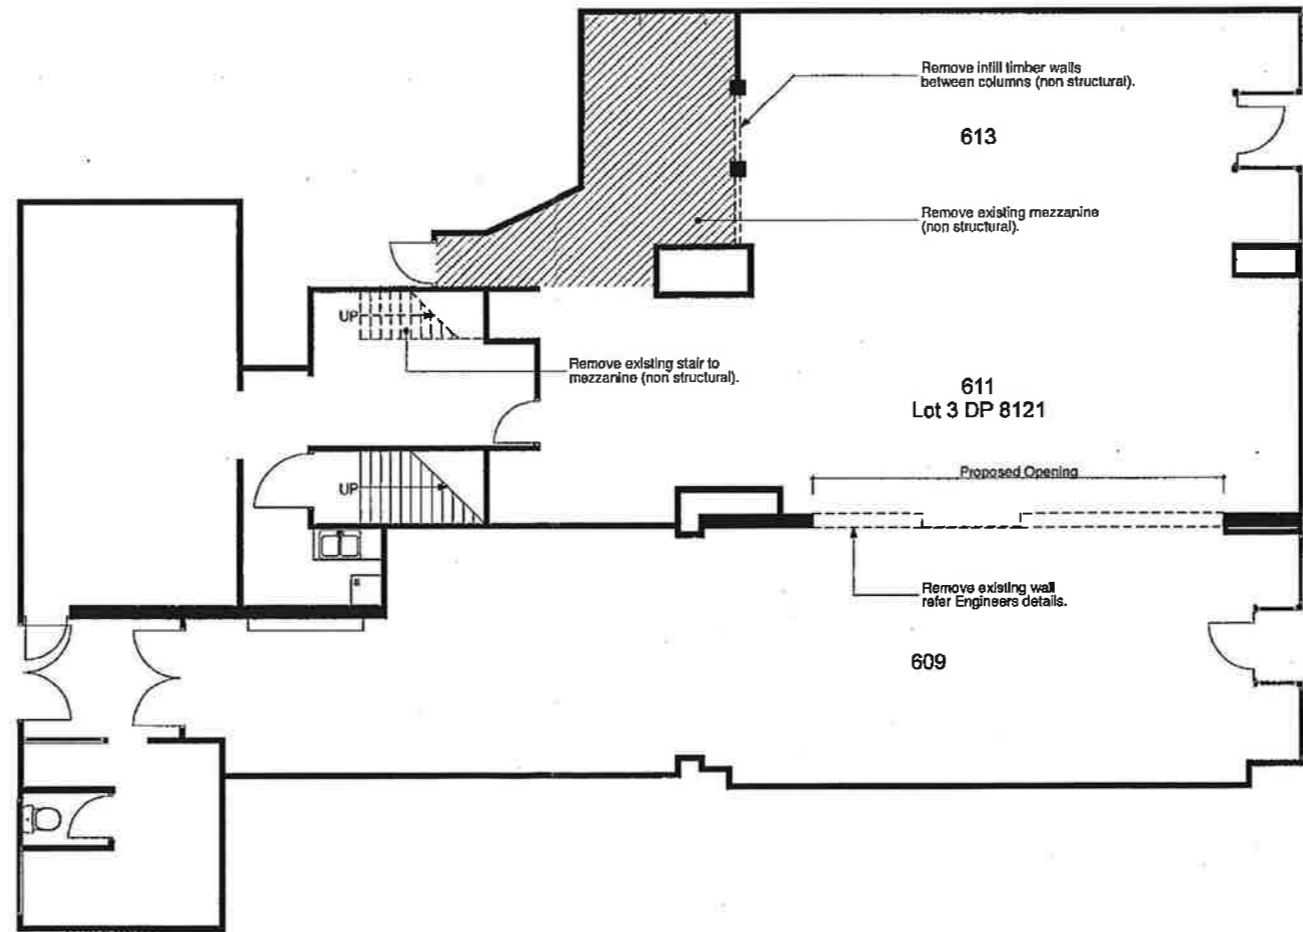 Remove infill timber walls
between columns (non structural).
613
Remove existing mezzanine
(non structural).
UP
Remove existing stair to
mezzanine (non structural).
611
Lot 3 DP 8121
Proposed Opening
UP
Remove existing wall
refer Engineers details.
609